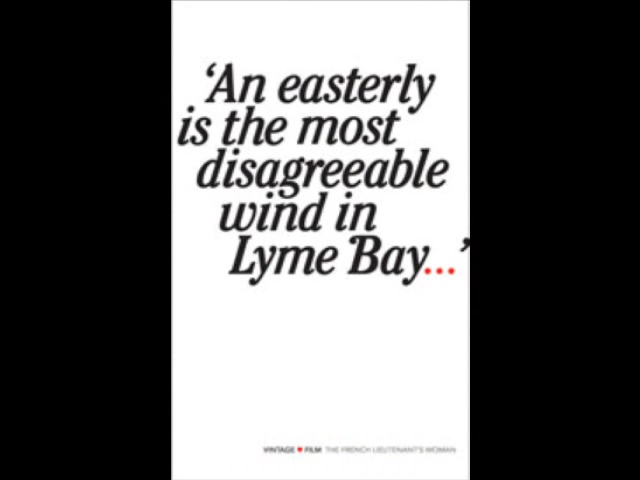 ‘An easterly
is the most
disagreeable
wind in
Lyme Bay...’
VINTAGE ♥ FILM THE FRENCH LIEUTENANT'S WOMAN